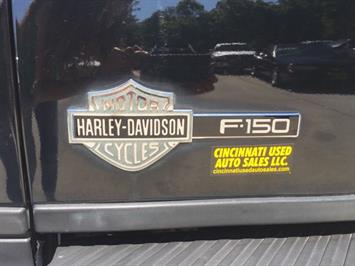 MOTOR
HARLEY-DAVIDSON
CYCLES
F-150
CINCINNATI USED
AUTO SALES LLC.
cincinnatiusedautosales.com